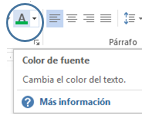 A
Párrafo
Color de fuente
Cambia el color del texto.
? Más información